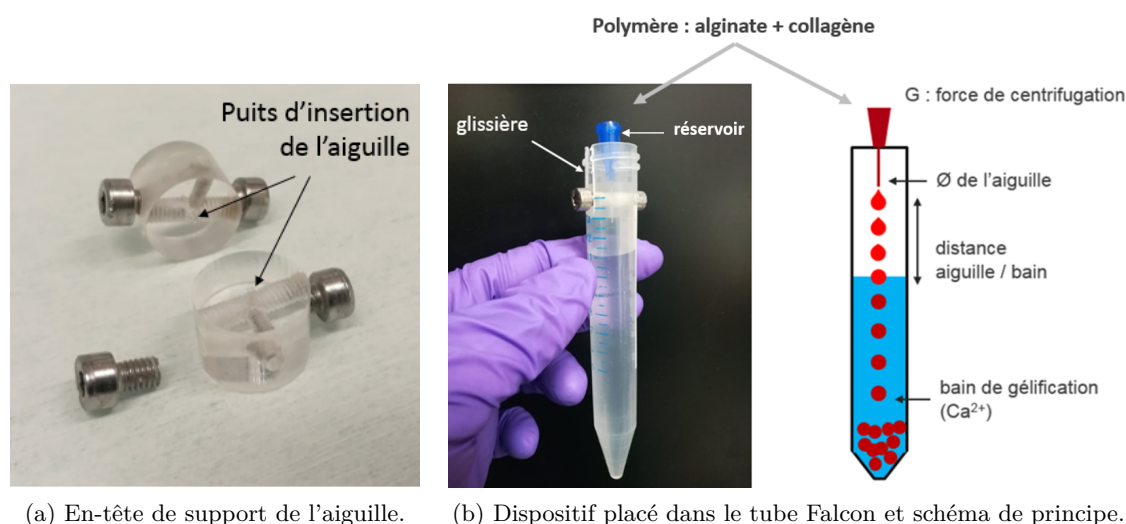 Polymère : alginate + collagène
Puits d'insertion
de l'aiguille
glissière
réservoir
G : force de centrifugation
Ø de l'aiguille
distance
aiguille / bain
bain de gélification
(Ca²⁺)
(a) En-tête de support de l'aiguille.
(b) Dispositif placé dans le tube Falcon et schéma de principe.